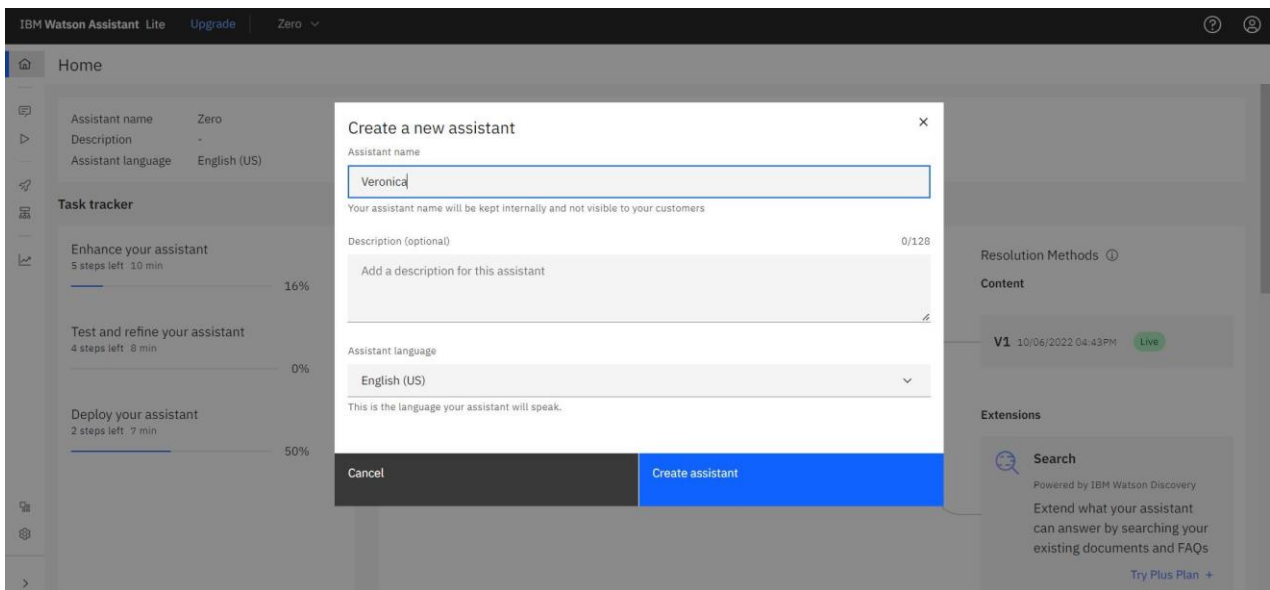 IBM Watson Assistant Lite Upgrade Zero
Home
Assistant name Zero
Description -
Assistant language English (US)
Task tracker
Enhance your assistant
5 steps left 10 min
16%
Test and refine your assistant
4 steps left 8 min
0%
Deploy your assistant
2 steps left 7 min
50%
Create a new assistant
Assistant name
Veronica
Your assistant name will be kept internally and not visible to your customers
Description (optional) 0/128
Add a description for this assistant
Assistant language
English (US)
This is the language your assistant will speak.
Cancel Create assistant
Resolution Methods
Content
V1 10/06/2022 04:43PM Live
Extensions
Search
Powered by IBM Watson Discovery
Extend what your assistant
can answer by searching your
existing documents and FAQs
Try Plus Plan +